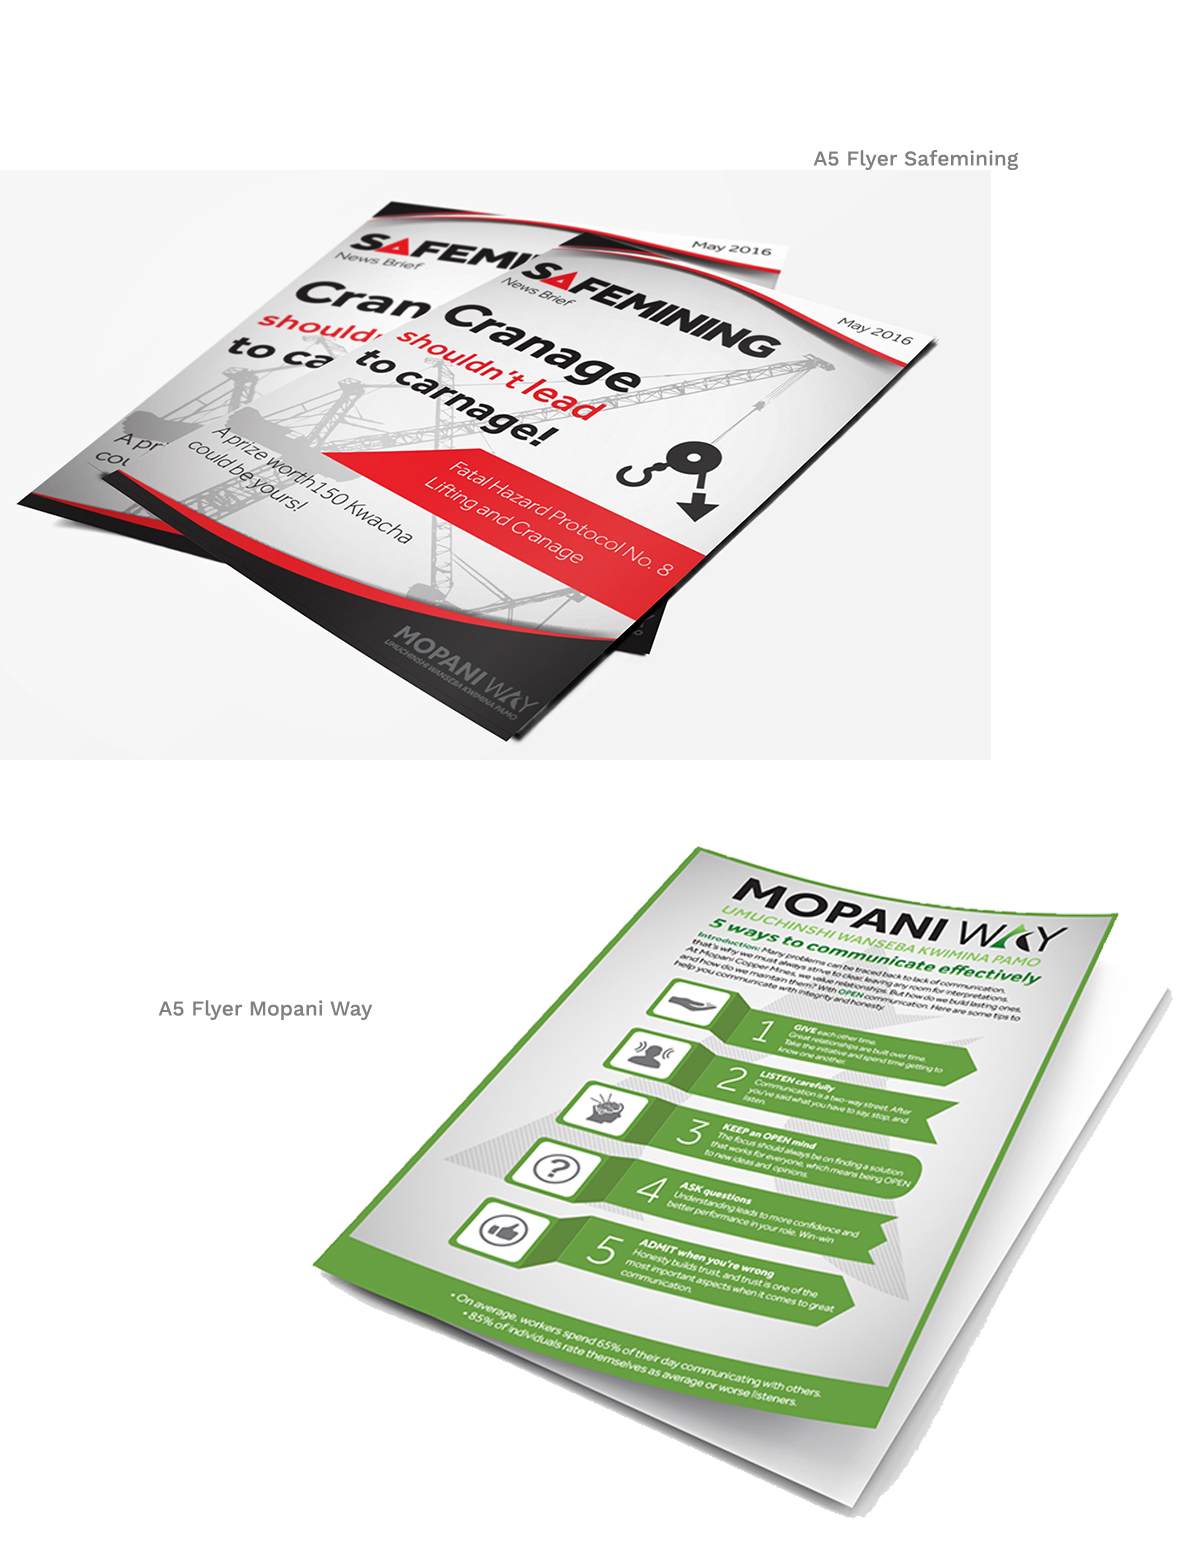 A5 Flyer Safemining
May 2016
SAFEMI
News Brief
Cran
should
to ca
A pri
cou
May 2016
SAFEMINING
News Brief
Cranage
shouldn't lead
to carnage!
A prize worth 150 Kwacha
could be yours!
Fatal Hazard Protocol No. 8
Lifting and Cranage
MOPANI WAY
UMUCHINSHI WANSEBA KWIMINA PAMO
A5 Flyer Mopani Way
MOPANI WAY
UMUCHINSHI WANSEBA KWIMINA PAMO
5 ways to communicate effectively
Introduction: Many problems can be traced back to lack of communication,
that's why we must always strive to clear, leaving any room for interpretations.
At Mopani Copper Mines, we value relationships. But how do we build lasting ones,
and how do we maintain them? With OPEN communication. Here are some tips to
help you communicate with integrity and honesty.
1
GIVE each other time.
Great relationships are built over time.
Take the initiative and spend time getting to
know one another.
2
LISTEN carefully
Communication is a two-way street. After
you've said what you have to say, stop, and
listen.
3
KEEP an OPEN mind
The focus should always be on finding a solution
that works for everyone, which means being OPEN
to new ideas and opinions.
4
ASK questions
Understanding leads to more confidence and
better performance in your role. Win-win
5
ADMIT when you're wrong
Honesty builds trust, and trust is one of the
most important aspects when it comes to great
communication.
• On average, workers spend 65% of their day communicating with others.
• 85% of individuals rate themselves as average or worse listeners.